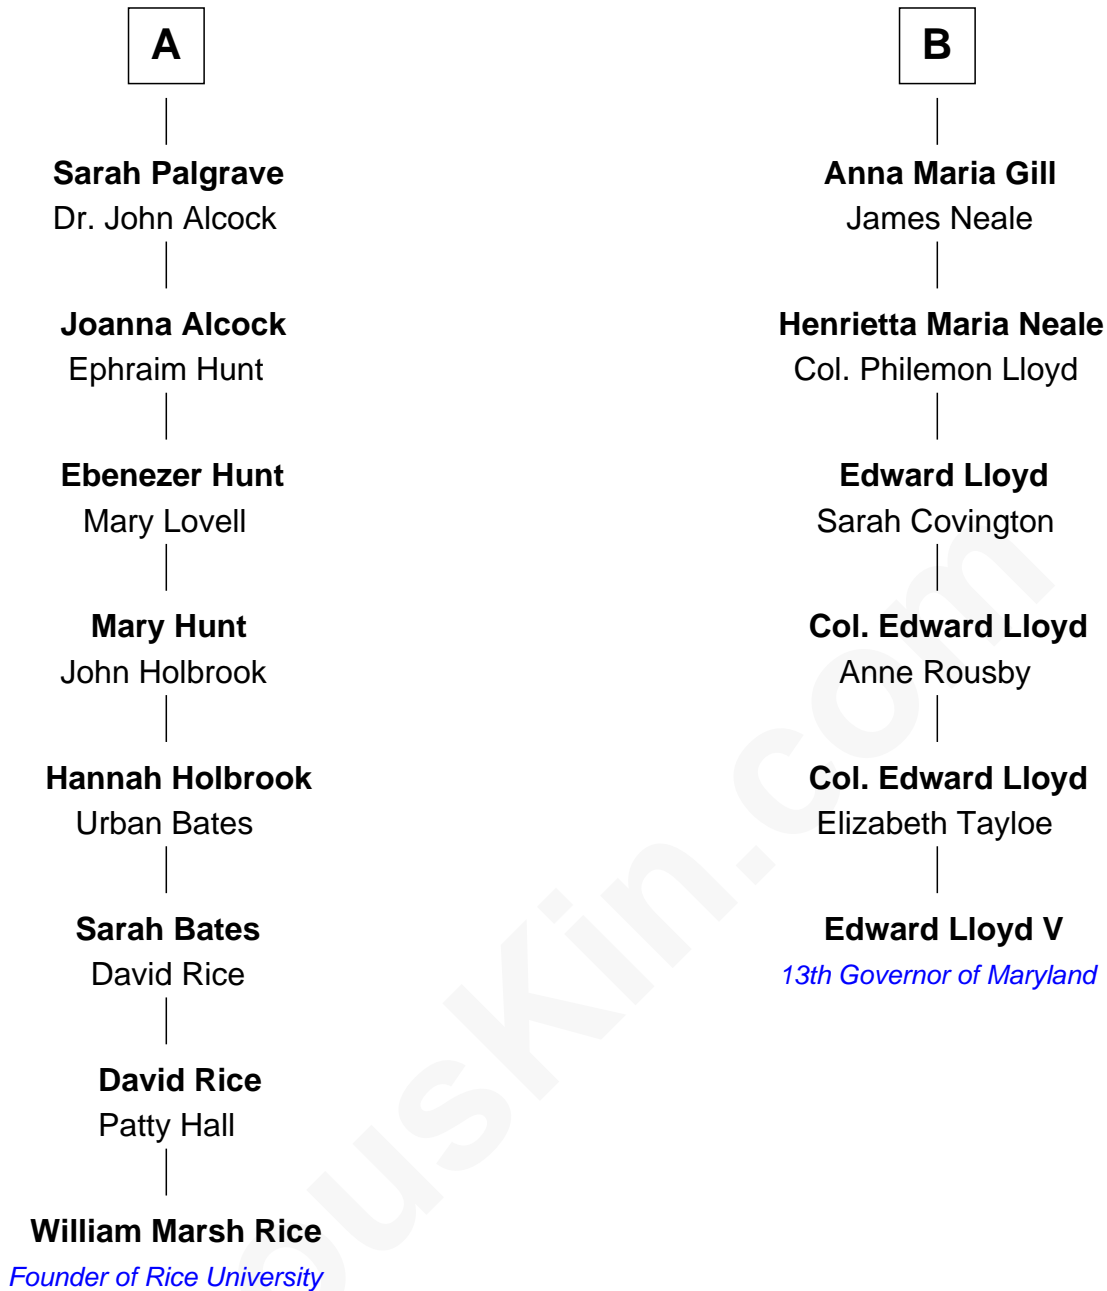 A
Sarah Palgrave
Dr. John Alcock
Joanna Alcock
Ephraim Hunt
Ebenezer Hunt
Mary Lovell
Mary Hunt
John Holbrook
Hannah Holbrook
Urban Bates
Sarah Bates
David Rice
David Rice
Patty Hall
William Marsh Rice
Founder of Rice University
B
Anna Maria Gill
James Neale
Henrietta Maria Neale
Col. Philemon Lloyd
Edward Lloyd
Sarah Covington
Col. Edward Lloyd
Anne Rousby
Col. Edward Lloyd
Elizabeth Tayloe
Edward Lloyd V
13th Governor of Maryland
ousKin.com